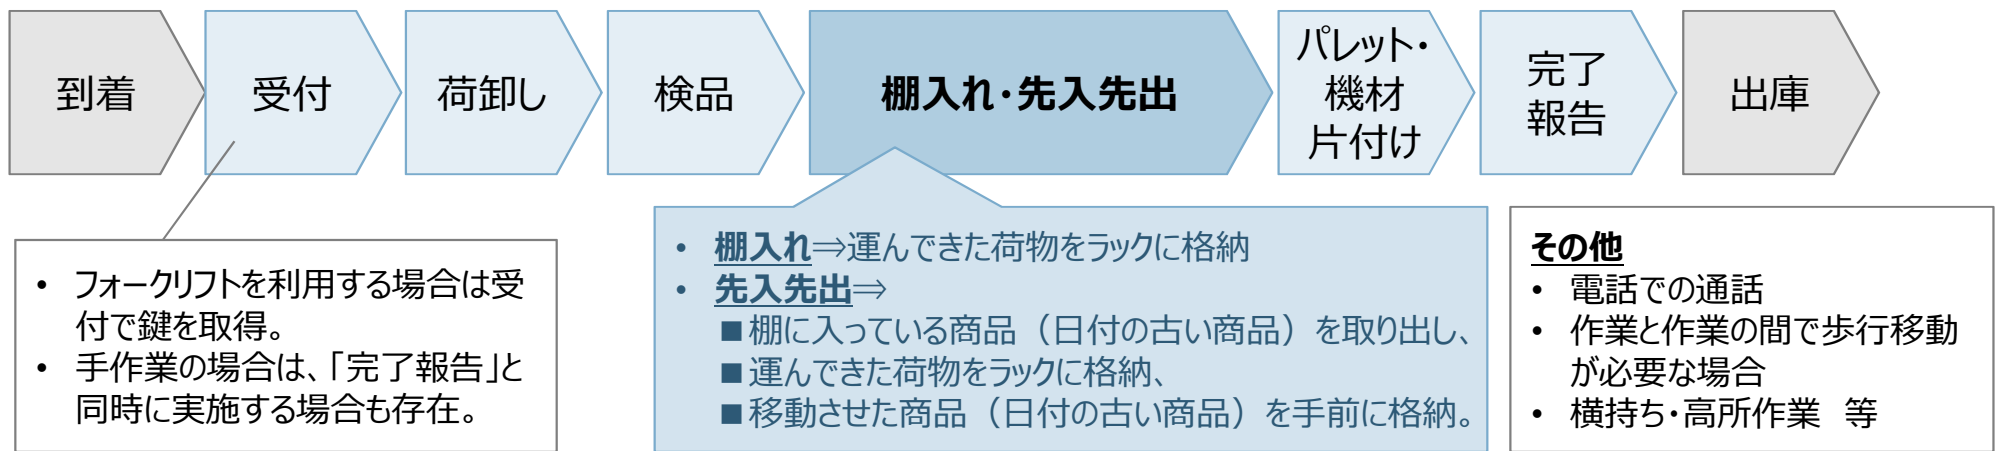 到着
受付
荷卸し
検品
棚入れ・先入先出
パレット・
機材
片付け
完了
報告
出庫
• フォークリフトを利用する場合は受
付で鍵を取得。
• 手作業の場合は、「完了報告」と
同時に実施する場合も存在。
• 棚入れ⇒運んできた荷物をラックに格納
• 先入先出⇒
■棚に入っている商品（日付の古い商品）を取り出し、
■運んできた荷物をラックに格納、
■移動させた商品（日付の古い商品）を手前に格納。
その他
• 電話での通話
• 作業と作業の間で歩行移動
が必要な場合
• 横持ち・高所作業 等